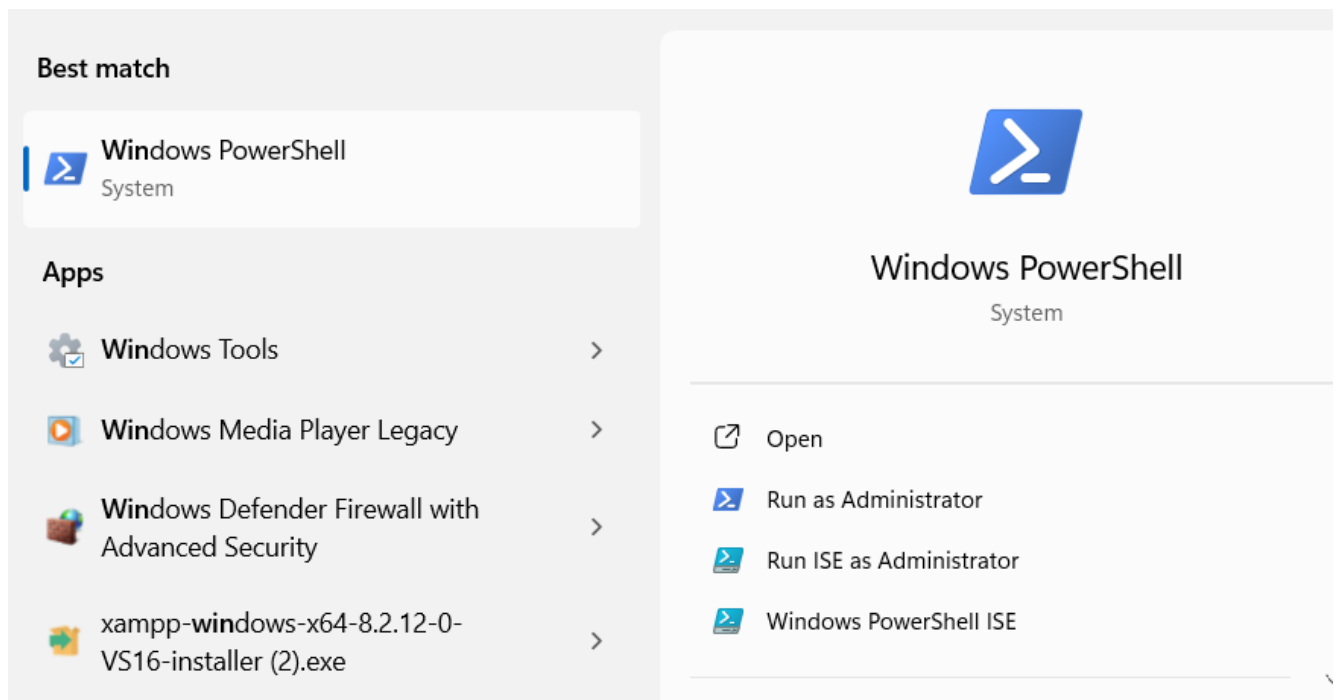 Best match
Windows PowerShell
System
Apps
Windows Tools
Windows Media Player Legacy
Windows Defender Firewall with
Advanced Security
xampp-windows-x64-8.2.12-0-
VS16-installer (2).exe
Windows PowerShell
System
Open
Run as Administrator
Run ISE as Administrator
Windows PowerShell ISE